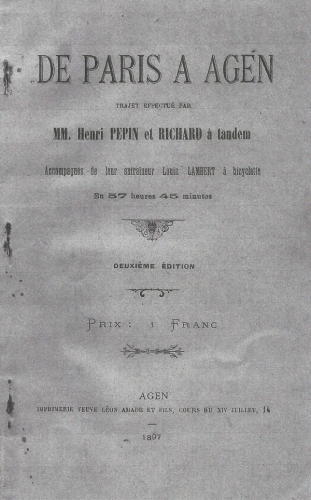 DE PARIS A AGEN
TRAJET EFFECTUÉ PAR
MM. Henri PEPIN et RICHARD à tandem
Accompagnés de leur entraîneur Louis LAMBERT à bicyclette
En 57 heures 45 minutes
DEUXIÈME ÉDITION
PRIX : 1 FRANC
AGEN
IMPRIMERIE VEUVE LÉON AMADE ET FILS, COURS DU XIV JUILLET, 14
1897